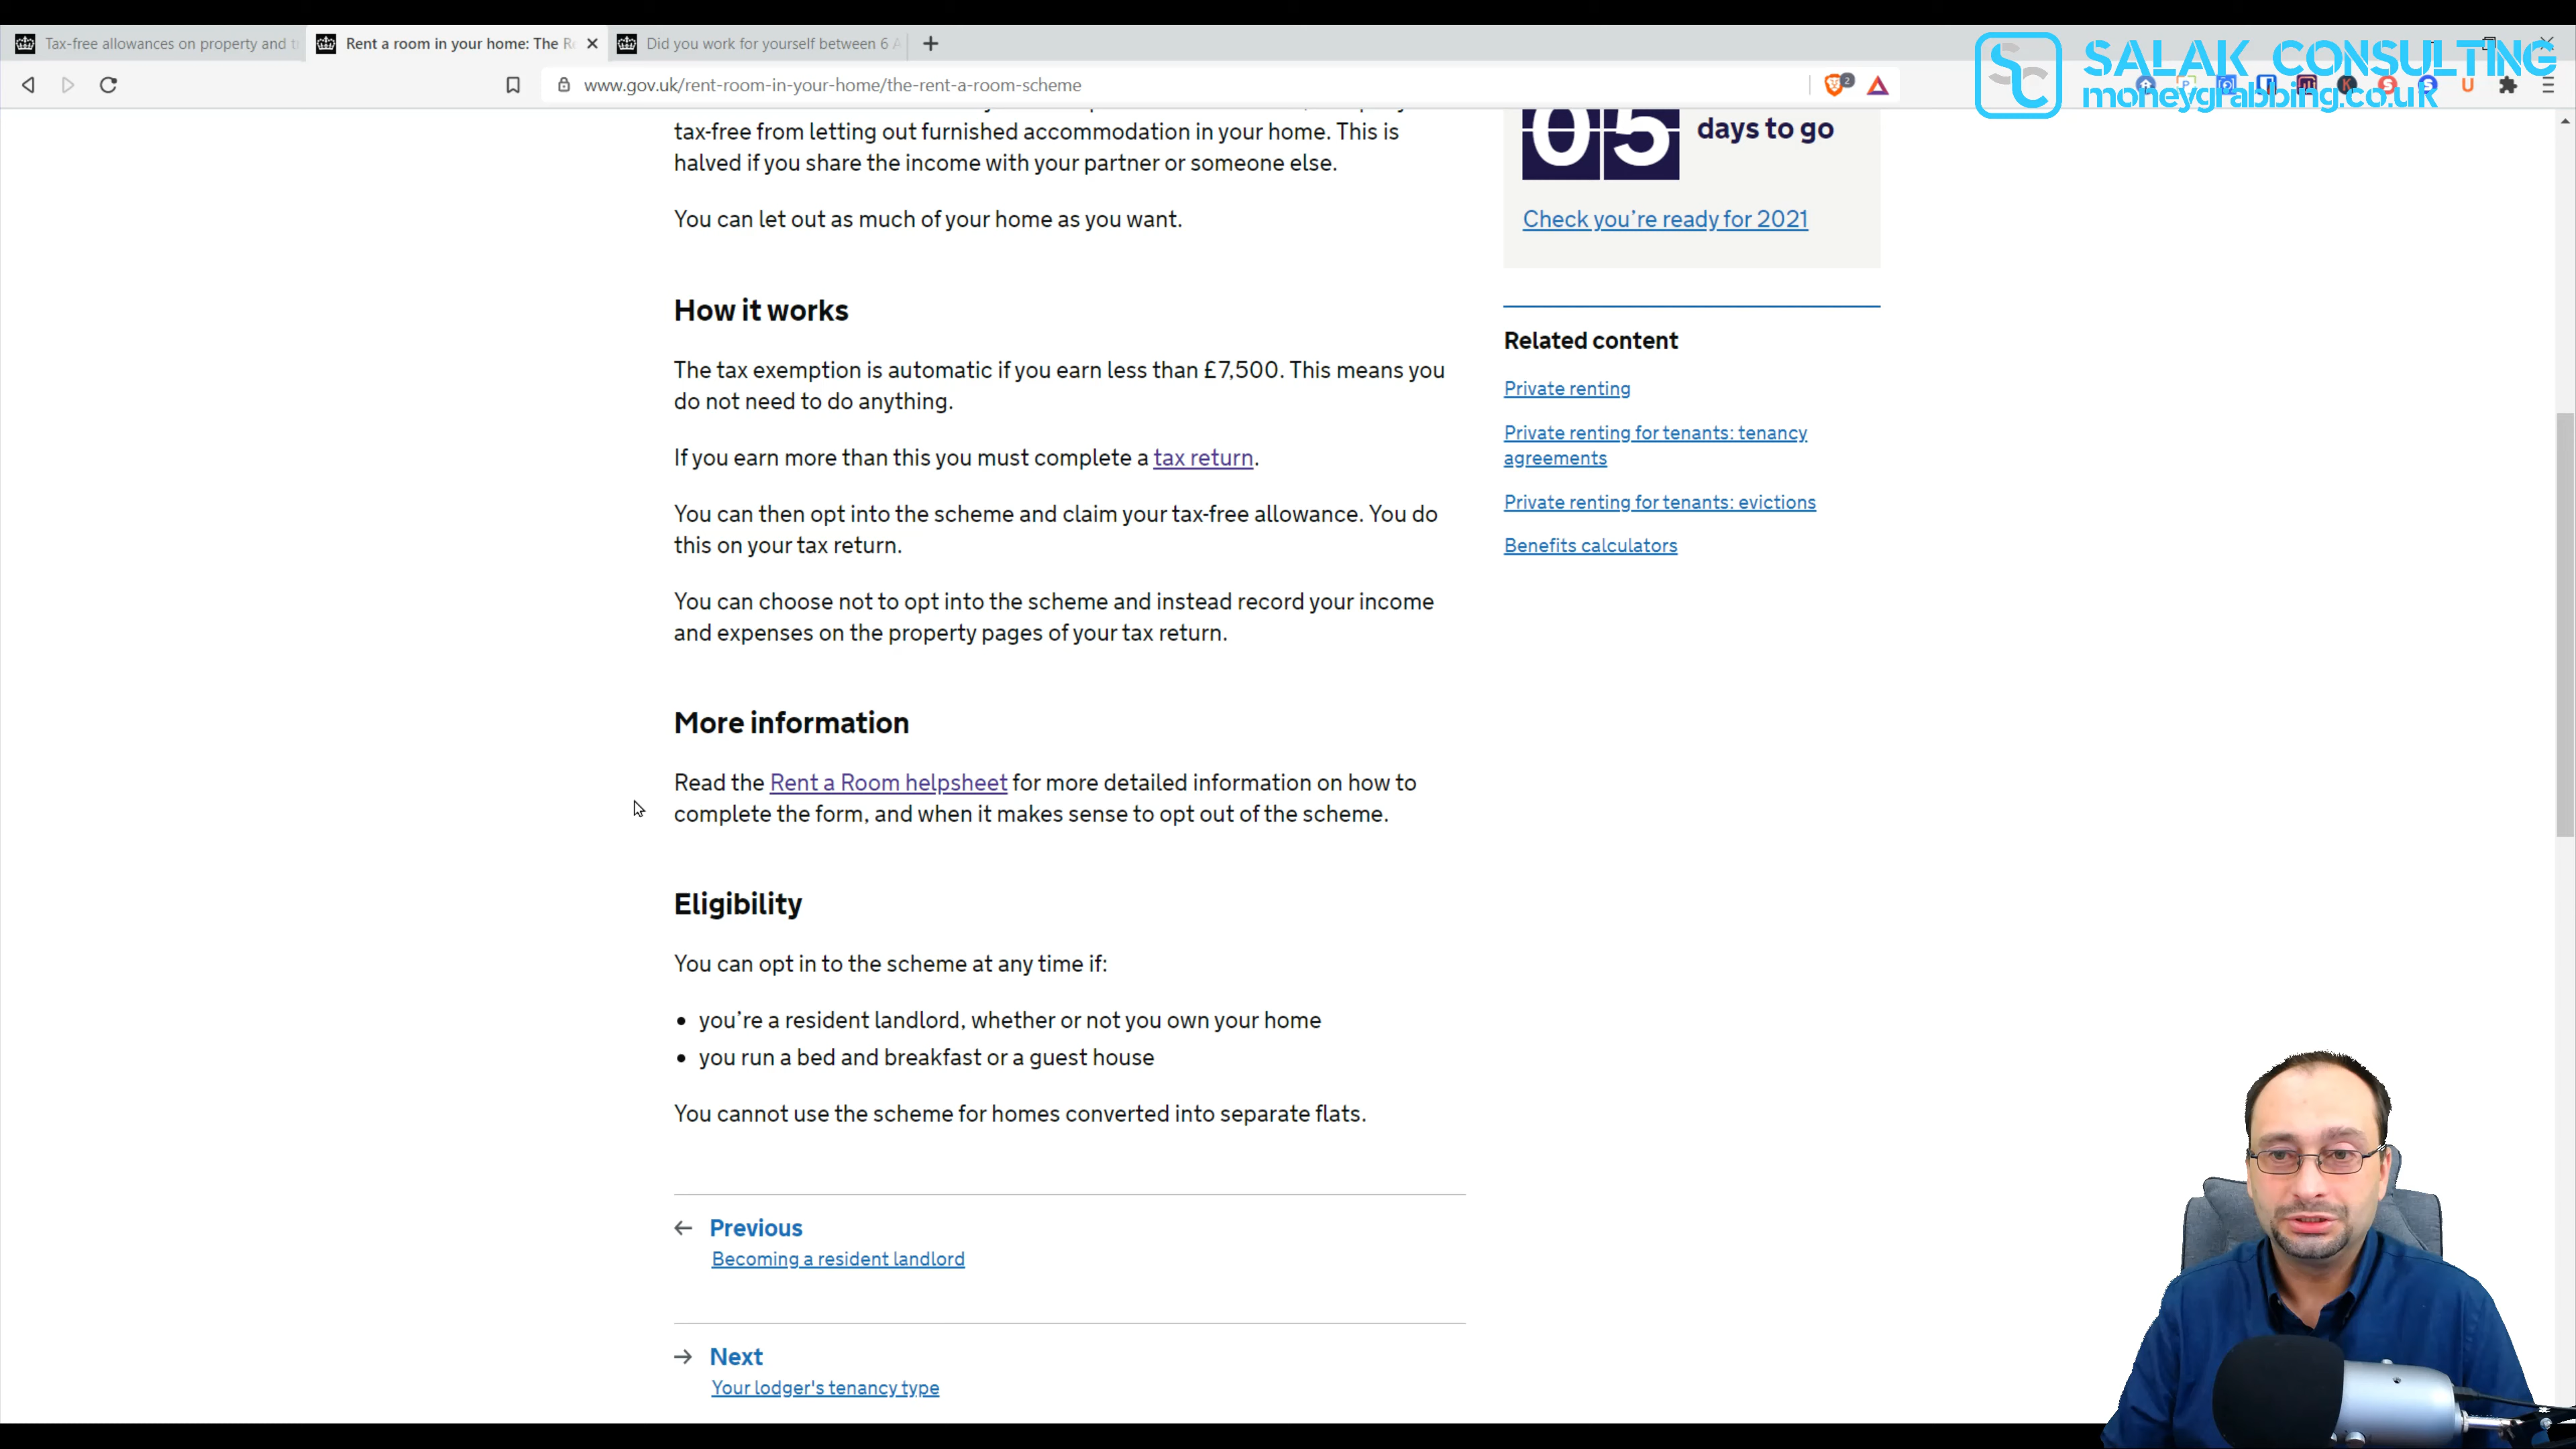 Tax-free allowances on property and t
Rent a room in your home: The R
Did you work for yourself between 6 A
SALAK CONSULTING
moneygrabbing.co.uk
www.gov.uk/rent-room-in-your-home/the-rent-a-room-scheme
2
tax-free from letting out furnished accommodation in your home. This is
halved if you share the income with your partner or someone else.
You can let out as much of your home as you want.
How it works
The tax exemption is automatic if you earn less than £7,500. This means you
do not need to do anything.
If you earn more than this you must complete a tax return.
You can then opt into the scheme and claim your tax-free allowance. You do
this on your tax return.
You can choose not to opt into the scheme and instead record your income
and expenses on the property pages of your tax return.
More information
Read the Rent a Room helpsheet for more detailed information on how to
complete the form, and when it makes sense to opt out of the scheme.
Eligibility
You can opt in to the scheme at any time if:
• you're a resident landlord, whether or not you own your home
• you run a bed and breakfast or a guest house
You cannot use the scheme for homes converted into separate flats.
← Previous
Becoming a resident landlord
→ Next
Your lodger's tenancy type
05 days to go
Check you're ready for 2021
Related content
Private renting
Private renting for tenants: tenancy
agreements
Private renting for tenants: evictions
Benefits calculators